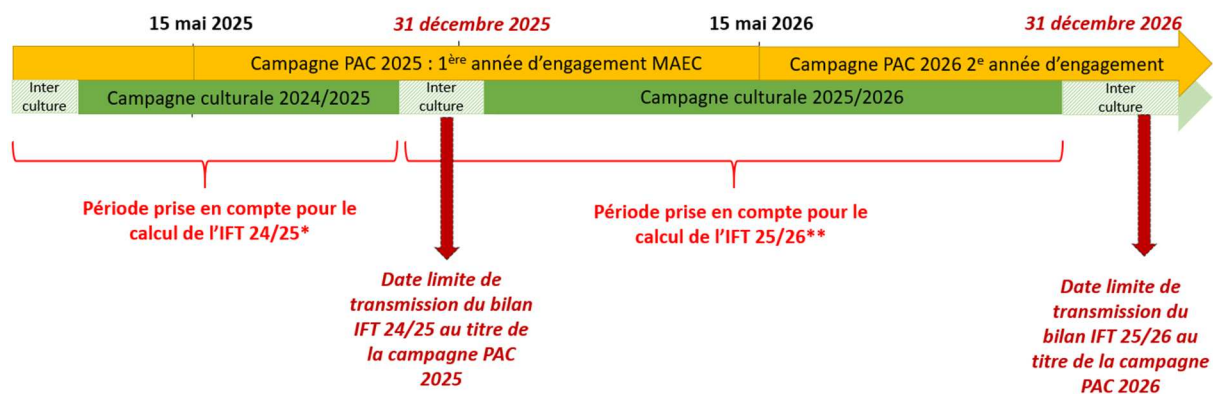 15 mai 2025
31 décembre 2025
15 mai 2026
31 décembre 2026
Campagne PAC 2025 : 1ère année d'engagement MAEC
Campagne PAC 2026 2e année d'engagement
Inter
culture
Campagne culturale 2024/2025
Inter
culture
Campagne culturale 2025/2026
Inter
culture
Période prise en compte pour le
calcul de l'IFT 24/25*
Période prise en compte pour le
calcul de l'IFT 25/26**
Date limite de
transmission du bilan
IFT 24/25 au titre de
la campagne PAC
2025
Date limite de
transmission du
bilan IFT 25/26 au
titre de la campagne
PAC 2026